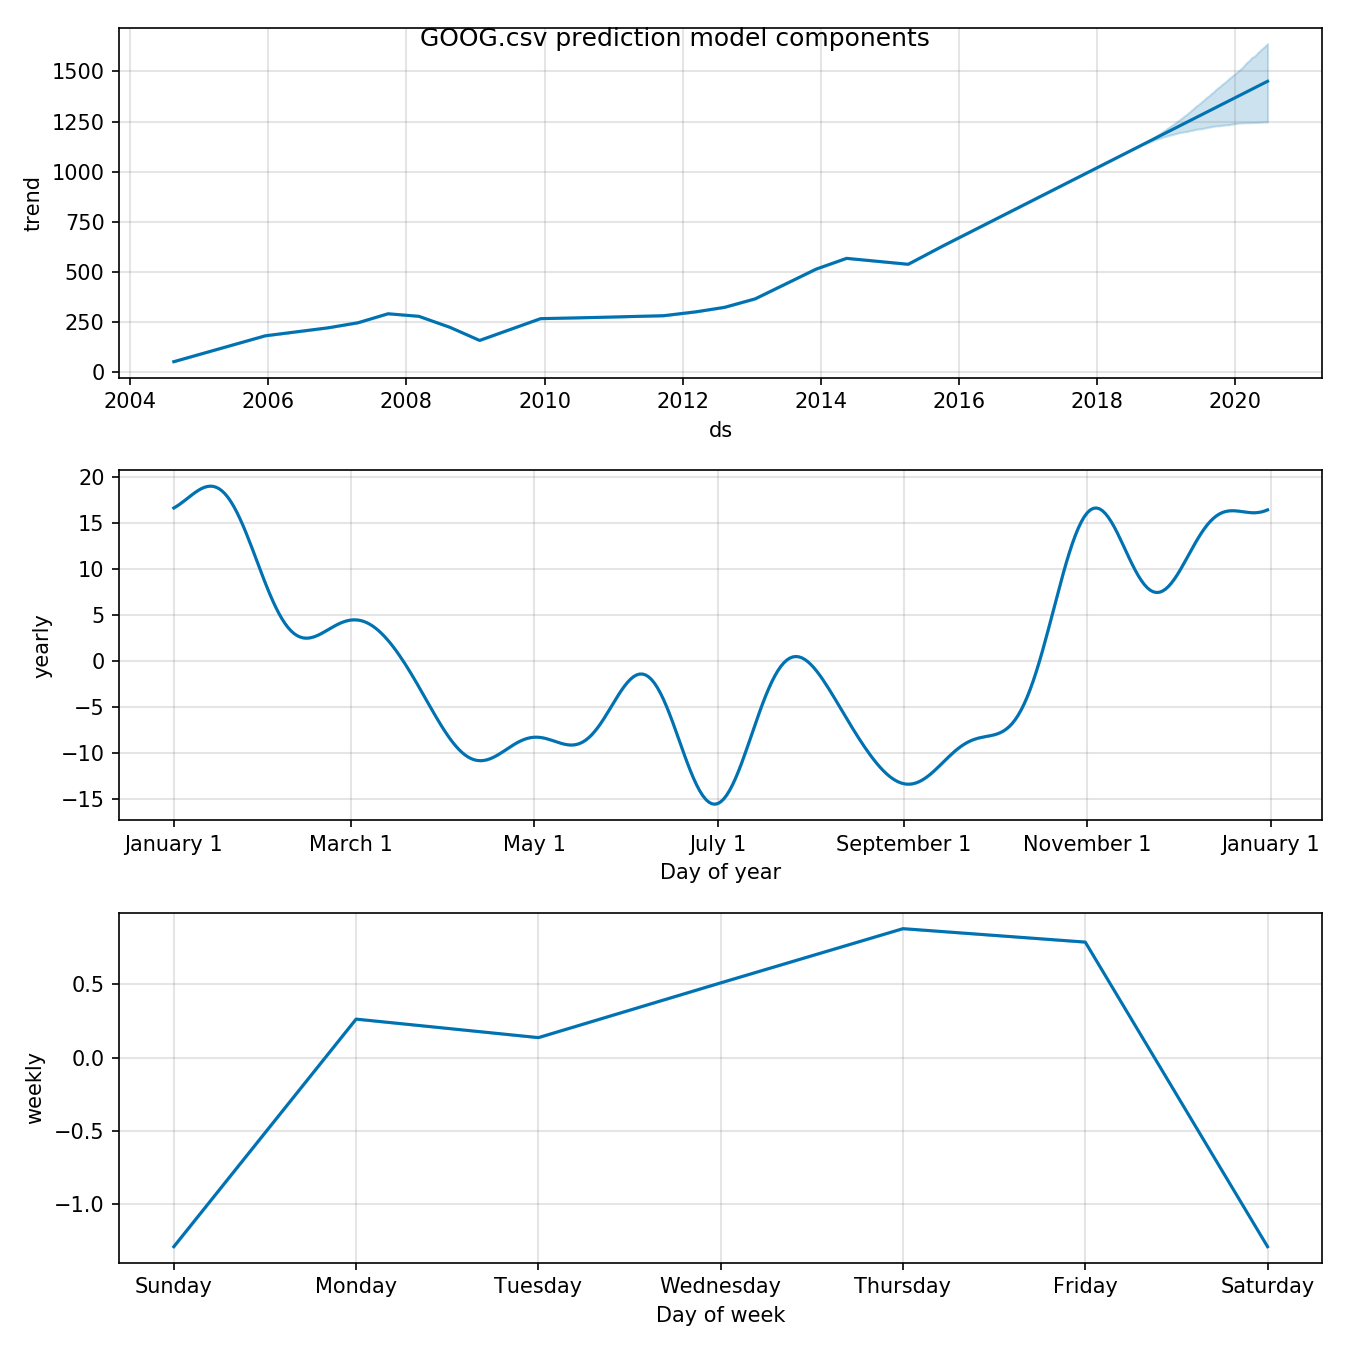 GOOG.csv prediction model components
1500
1250
1000
750
500
250
0
trend
2004 2006 2008 2010 2012 2014 2016 2018 2020
ds
20
15
10
5
0
−5
−10
−15
yearly
January 1 March 1 May 1 July 1 September 1 November 1 January 1
Day of year
0.5
0.0
−0.5
−1.0
weekly
Sunday Monday Tuesday Wednesday Thursday Friday Saturday
Day of week